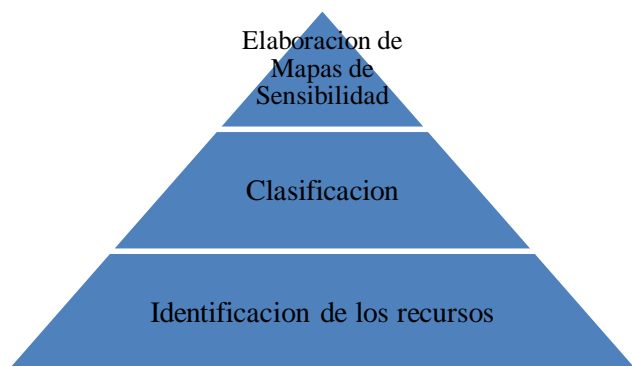 Elaboracion de
Mapas de
Sensibilidad
Clasificacion
Identificacion de los recursos